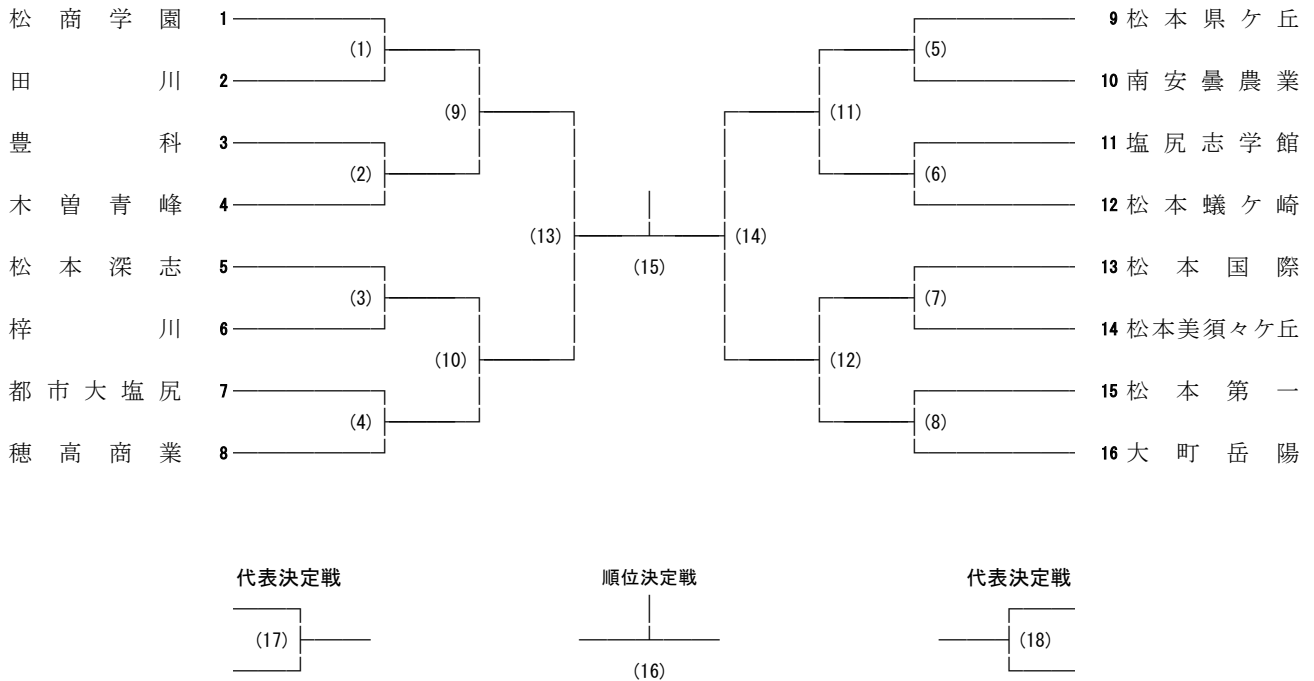 松商学園 1
(1)
田川 2
(9)
豊科 3
(2)
木曽青峰 4
(13)
松本深志 5
(3)
梓川 6
(10)
都市大塩尻 7
(4)
穂高商業 8
(15)
9 松本県ケ丘
(5)
10 南安曇農業
(11)
11 塩尻志学館
(6)
12 松本蟻ケ崎
(14)
13 松本国際
(7)
14 松本美須々ケ丘
(12)
15 松本第一
(8)
16 大町岳陽
代表決定戦
(17)
順位決定戦
(16)
代表決定戦
(18)